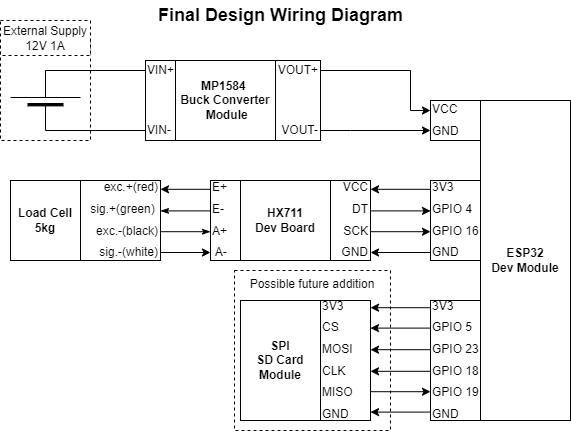 Final Design Wiring Diagram
External Supply
12V 1A
VIN+
VIN-
MP1584
Buck Converter
Module
VOUT+
VOUT-
VCC
GND
Load Cell
5kg
exc.+(red)
sig.+(green)
exc.-(black)
sig.-(white)
E+
E-
A+
A-
HX711
Dev Board
VCC
DT
SCK
GND
3V3
GPIO 4
GPIO 16
GND
ESP32
Dev Module
Possible future addition
SPI
SD Card
Module
3V3
CS
MOSI
CLK
MISO
GND
3V3
GPIO 5
GPIO 23
GPIO 18
GPIO 19
GND